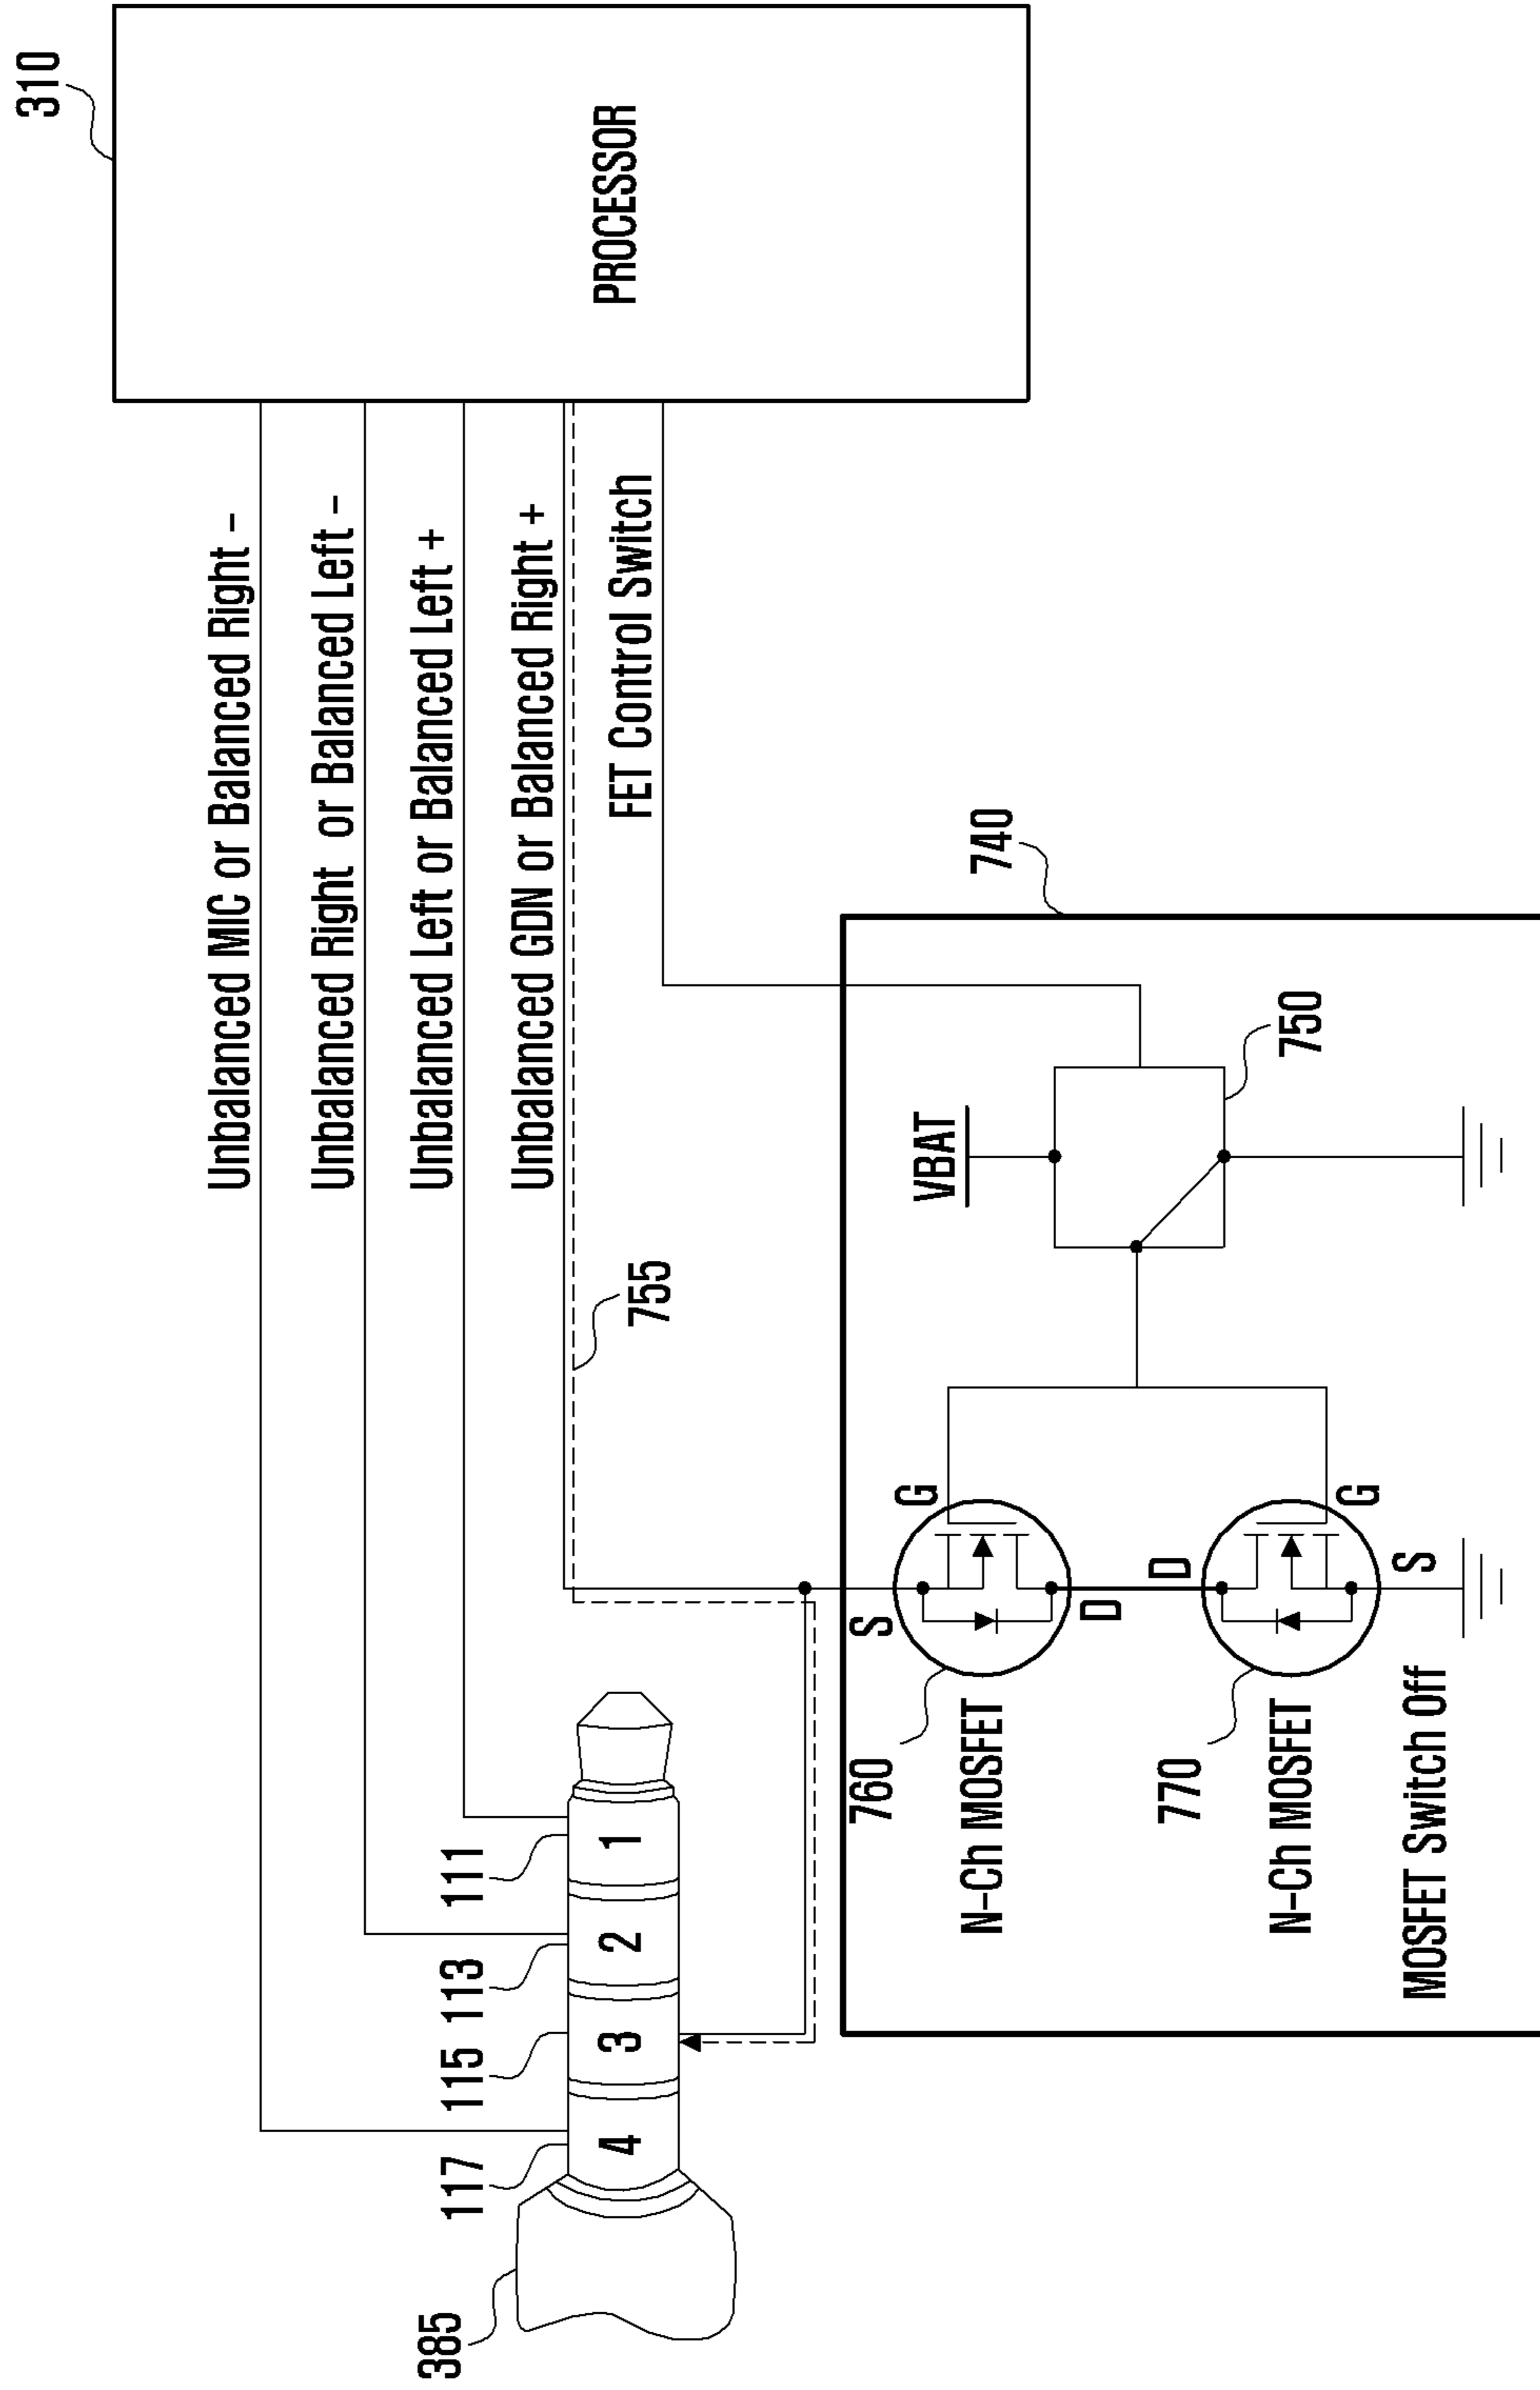 310
PROCESSOR
Unbalanced MIC or Balanced Right -
Unbalanced Right or Balanced Left -
Unbalanced Left or Balanced Left +
Unbalanced GDN or Balanced Right +
FET Control Switch
755
385
117
115
113
111
4
3
2
1
740
VBAT
750
760
N-Ch MOSFET
S
G
D
D
770
N-Ch MOSFET
G
S
MOSFET Switch Off